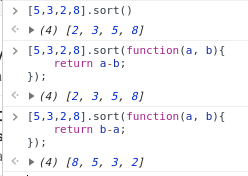 > [5,3,2,8].sort()
<· ▶ (4) [2, 3, 5, 8]
> [5,3,2,8].sort(function(a, b){
    return a-b;
});
<· ▶ (4) [2, 3, 5, 8]
> [5,3,2,8].sort(function(a, b){
    return b-a;
});
<· ▶ (4) [8, 5, 3, 2]